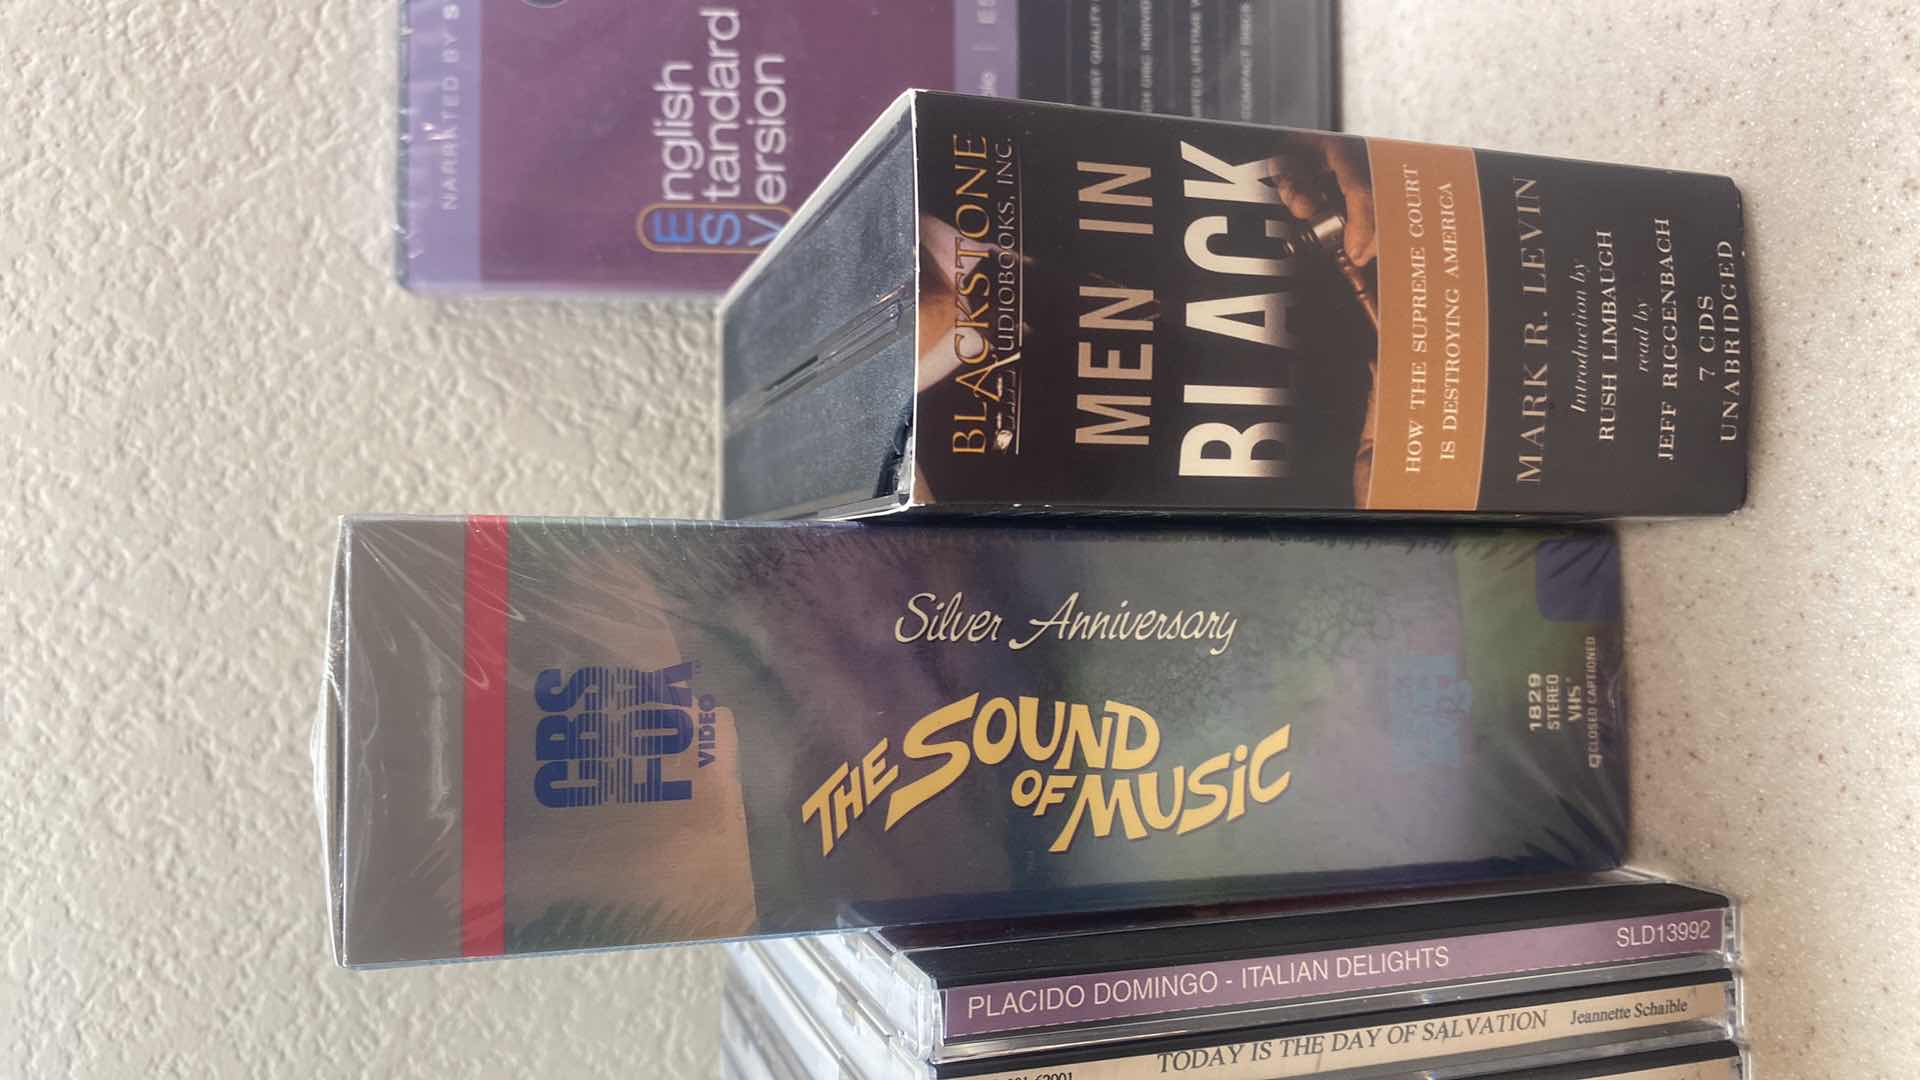 NARRATED BY S
English
Standard
Version
BLACKSTONE
AUDIOBOOKS, INC.
MEN IN
BLACK
HOW THE SUPREME COURT
IS DESTROYING AMERICA
MARK R. LEVIN
Introduction by
RUSH LIMBAUGH
read by
JEFF RIGGENBACH
7 CDS
UNABRIDGED
CBS
FOX
VIDEO
Silver Anniversary
THE SOUND
OF MUSIC
1829
STEREO
VHS
CLOSED CAPTIONED
PLACIDO DOMINGO - ITALIAN DELIGHTS SLD13992
TODAY IS THE DAY OF SALVATION Jeannette Schaible